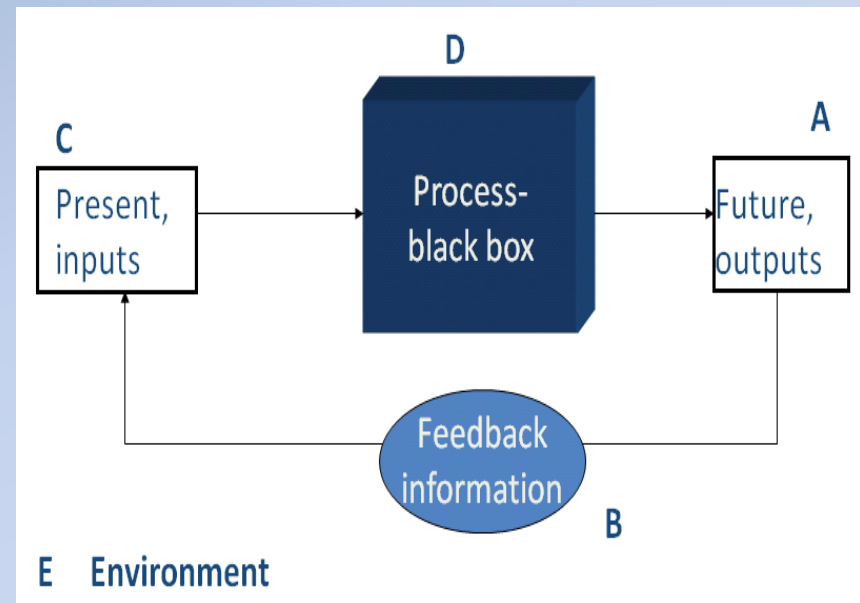 D
A
C
Present,
inputs
Process-
black box
Future,
outputs
Feedback
information
B
E Environment